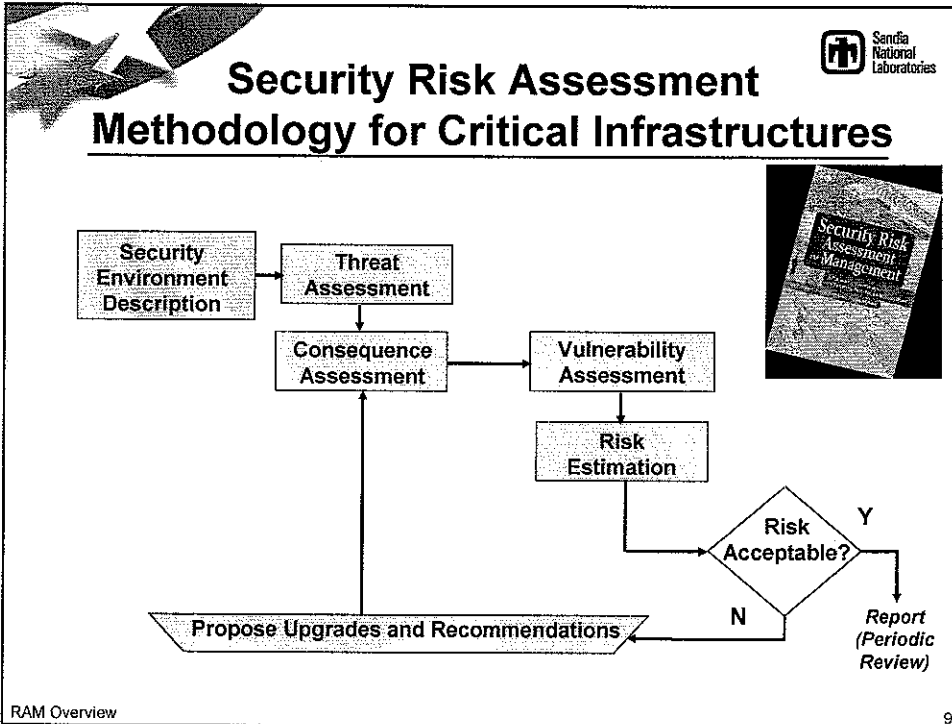 Sandia
National
Laboratories
Security Risk Assessment
Methodology for Critical Infrastructures
Security Risk
Assessment
and
Management
Security
Environment
Description
Threat
Assessment
Consequence
Assessment
Vulnerability
Assessment
Risk
Estimation
Risk
Acceptable?
Y
N
Report
(Periodic
Review)
Propose Upgrades and Recommendations
RAM Overview
9